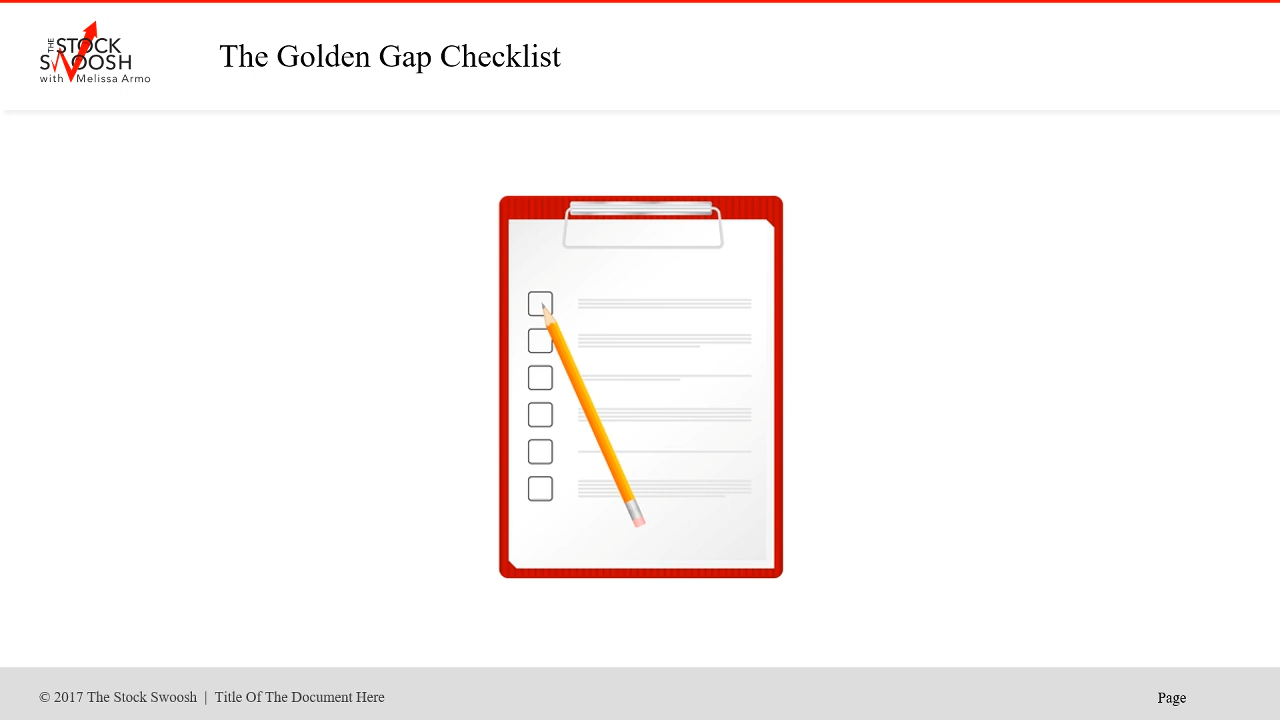 THE STOCK
SWOOSH
with Melissa Armo
The Golden Gap Checklist
© 2017 The Stock Swoosh | Title Of The Document Here
Page